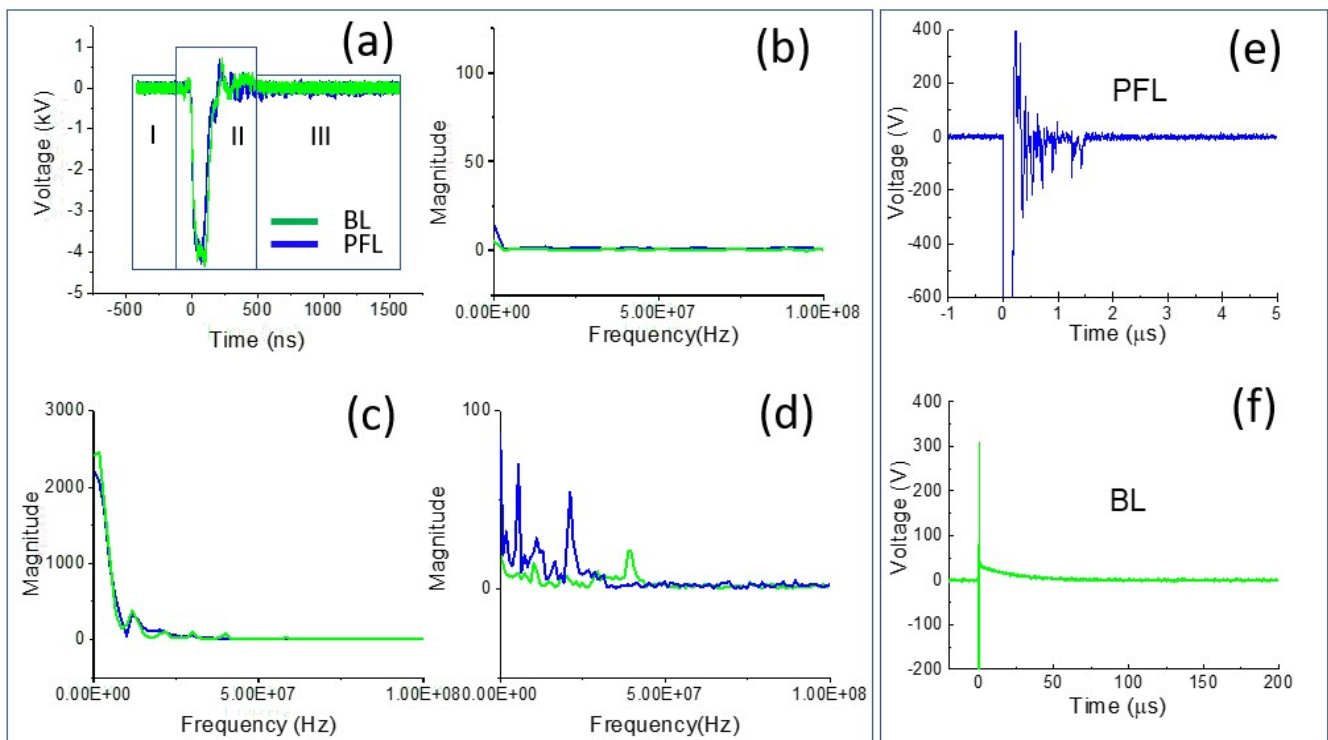 (a)
1
0
-1
-2
-3
-4
-5
Voltage (kV)
I
II
III
BL
PFL
-500
0
500
1000
1500
Time (ns)
(b)
100
50
0
Magnitude
0.00E+00
5.00E+07
1.00E+08
Frequency(Hz)
(c)
3000
2000
1000
0
Magnitude
0.00E+00
5.00E+07
1.00E+08
Frequency (Hz)
(d)
100
0
Magnitude
0.00E+00
5.00E+07
1.00E+08
Frequency(Hz)
(e)
PFL
400
200
0
-200
-400
-600
Voltage (V)
-1
0
1
2
3
4
5
Time (μs)
(f)
BL
400
300
200
100
0
-100
-200
Voltage (V)
0
50
100
150
200
Time (μs)